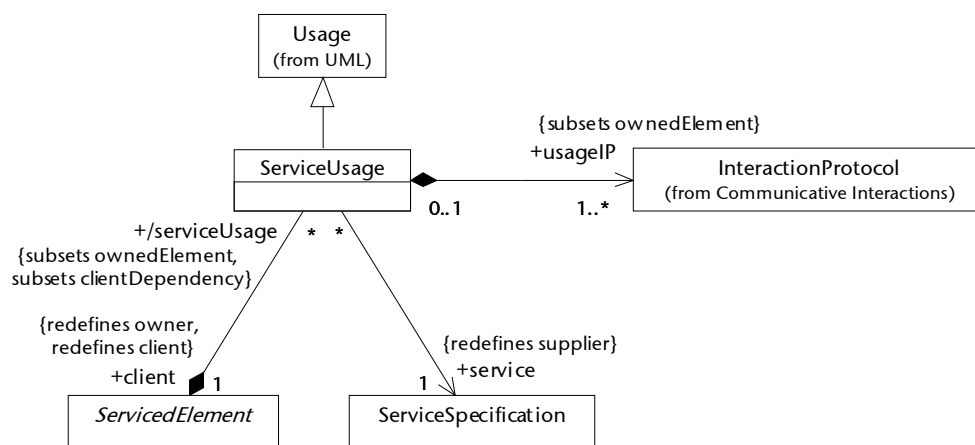 Usage
(from UML)
{subsets ownedElement}
+usageIP
ServiceUsage
InteractionProtocol
(from Communicative Interactions)
0..1
1..*
+/serviceUsage
*
*
{subsets ownedElement,
subsets clientDependency}
{redefines owner,
redefines client}
+client
1
{redefines supplier}
+service
1
ServicedElement
ServiceSpecification